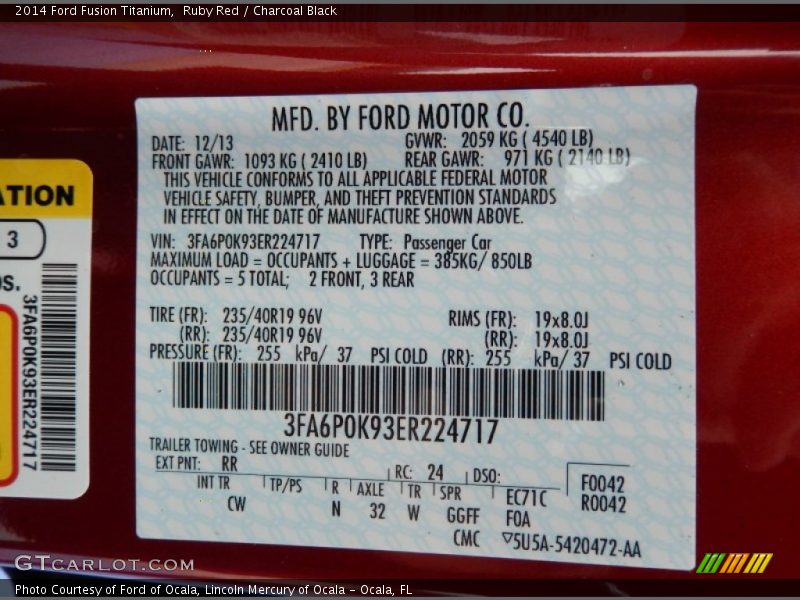 2014 Ford Fusion Titanium,  Ruby Red / Charcoal Black
MFD. BY FORD MOTOR CO.
DATE: 12/13 GVWR: 2059 KG ( 4540 LB)
FRONT GAWR: 1093 KG ( 2410 LB) REAR GAWR: 971 KG ( 2140 LB)
THIS VEHICLE CONFORMS TO ALL APPLICABLE FEDERAL MOTOR
VEHICLE SAFETY, BUMPER, AND THEFT PREVENTION STANDARDS
IN EFFECT ON THE DATE OF MANUFACTURE SHOWN ABOVE.
VIN: 3FA6P0K93ER224717 TYPE: Passenger Car
MAXIMUM LOAD = OCCUPANTS + LUGGAGE = 385KG/ 850LB
OCCUPANTS = 5 TOTAL; 2 FRONT, 3 REAR
TIRE (FR): 235/40R19 96V RIMS (FR): 19x8.0J
(RR): 235/40R19 96V (RR): 19x8.0J
PRESSURE (FR): 255 kPa/ 37 PSI COLD (RR): 255 kPa/ 37 PSI COLD
3FA6P0K93ER224717
TRAILER TOWING - SEE OWNER GUIDE
EXT PNT: RR RC: 24 DSO: F0042
INT TR TP/PS R AXLE TR SPR EC71C R0042
CW N 32 W GGFF F0A
CMC 5U5A-5420472-AA
ATION
3
OS.
3FA6P0K93ER224717
GTCARLOT.COM
Photo Courtesy of Ford of Ocala, Lincoln Mercury of Ocala - Ocala, FL